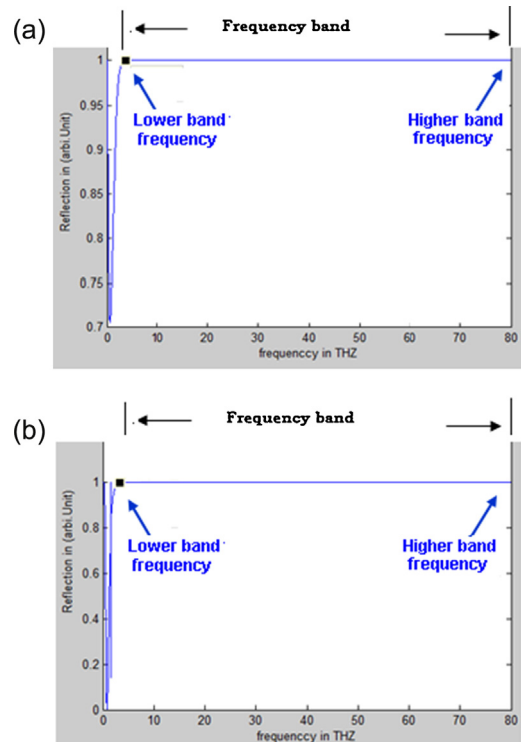 (a)
Frequency band
1
0.95
0.9
0.85
0.8
0.75
0.7
Reflection in (arbi.Unit)
Lower band
frequency
Higher band
frequency
0 10 20 30 40 50 60 70 80
frequenccy in THZ
(b)
Frequency band
1
0.8
0.6
0.4
0.2
0
Reflection in (arbi.Unit)
Lower band
frequency
Higher band
frequency
0 10 20 30 40 50 60 70 80
frequenccy in THZ